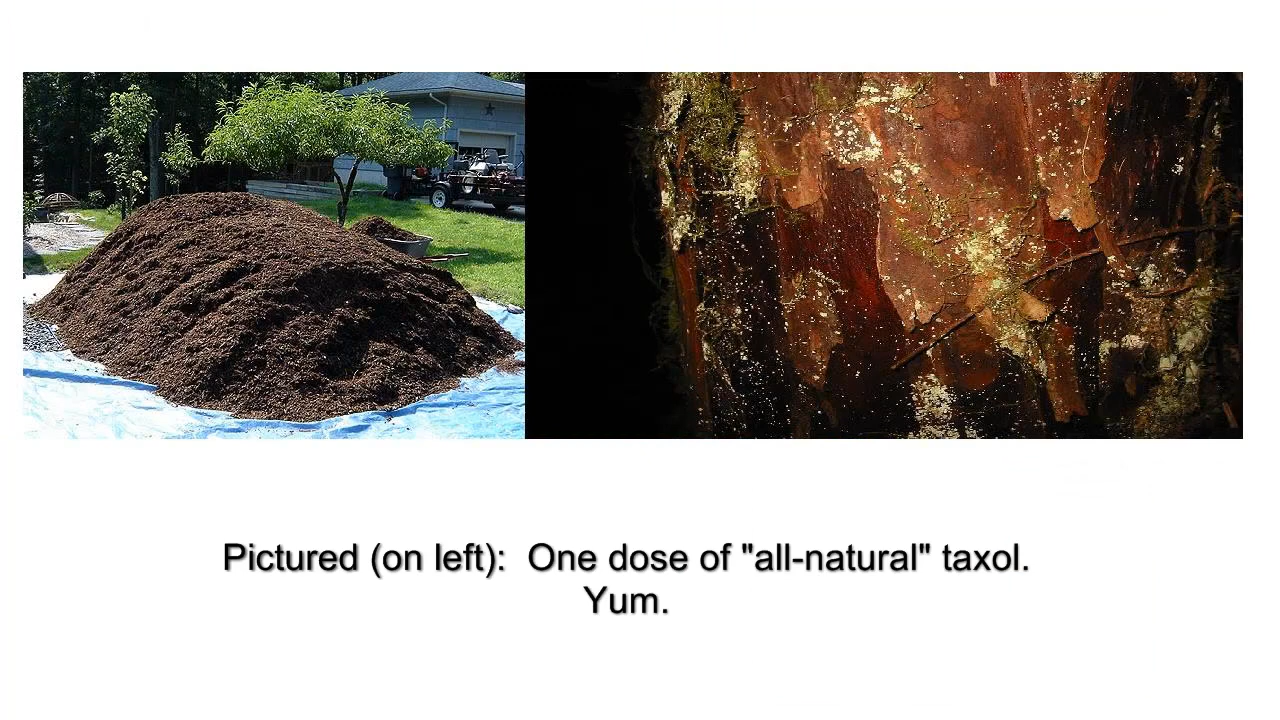 Pictured (on left):  One dose of "all-natural" taxol.
Yum.